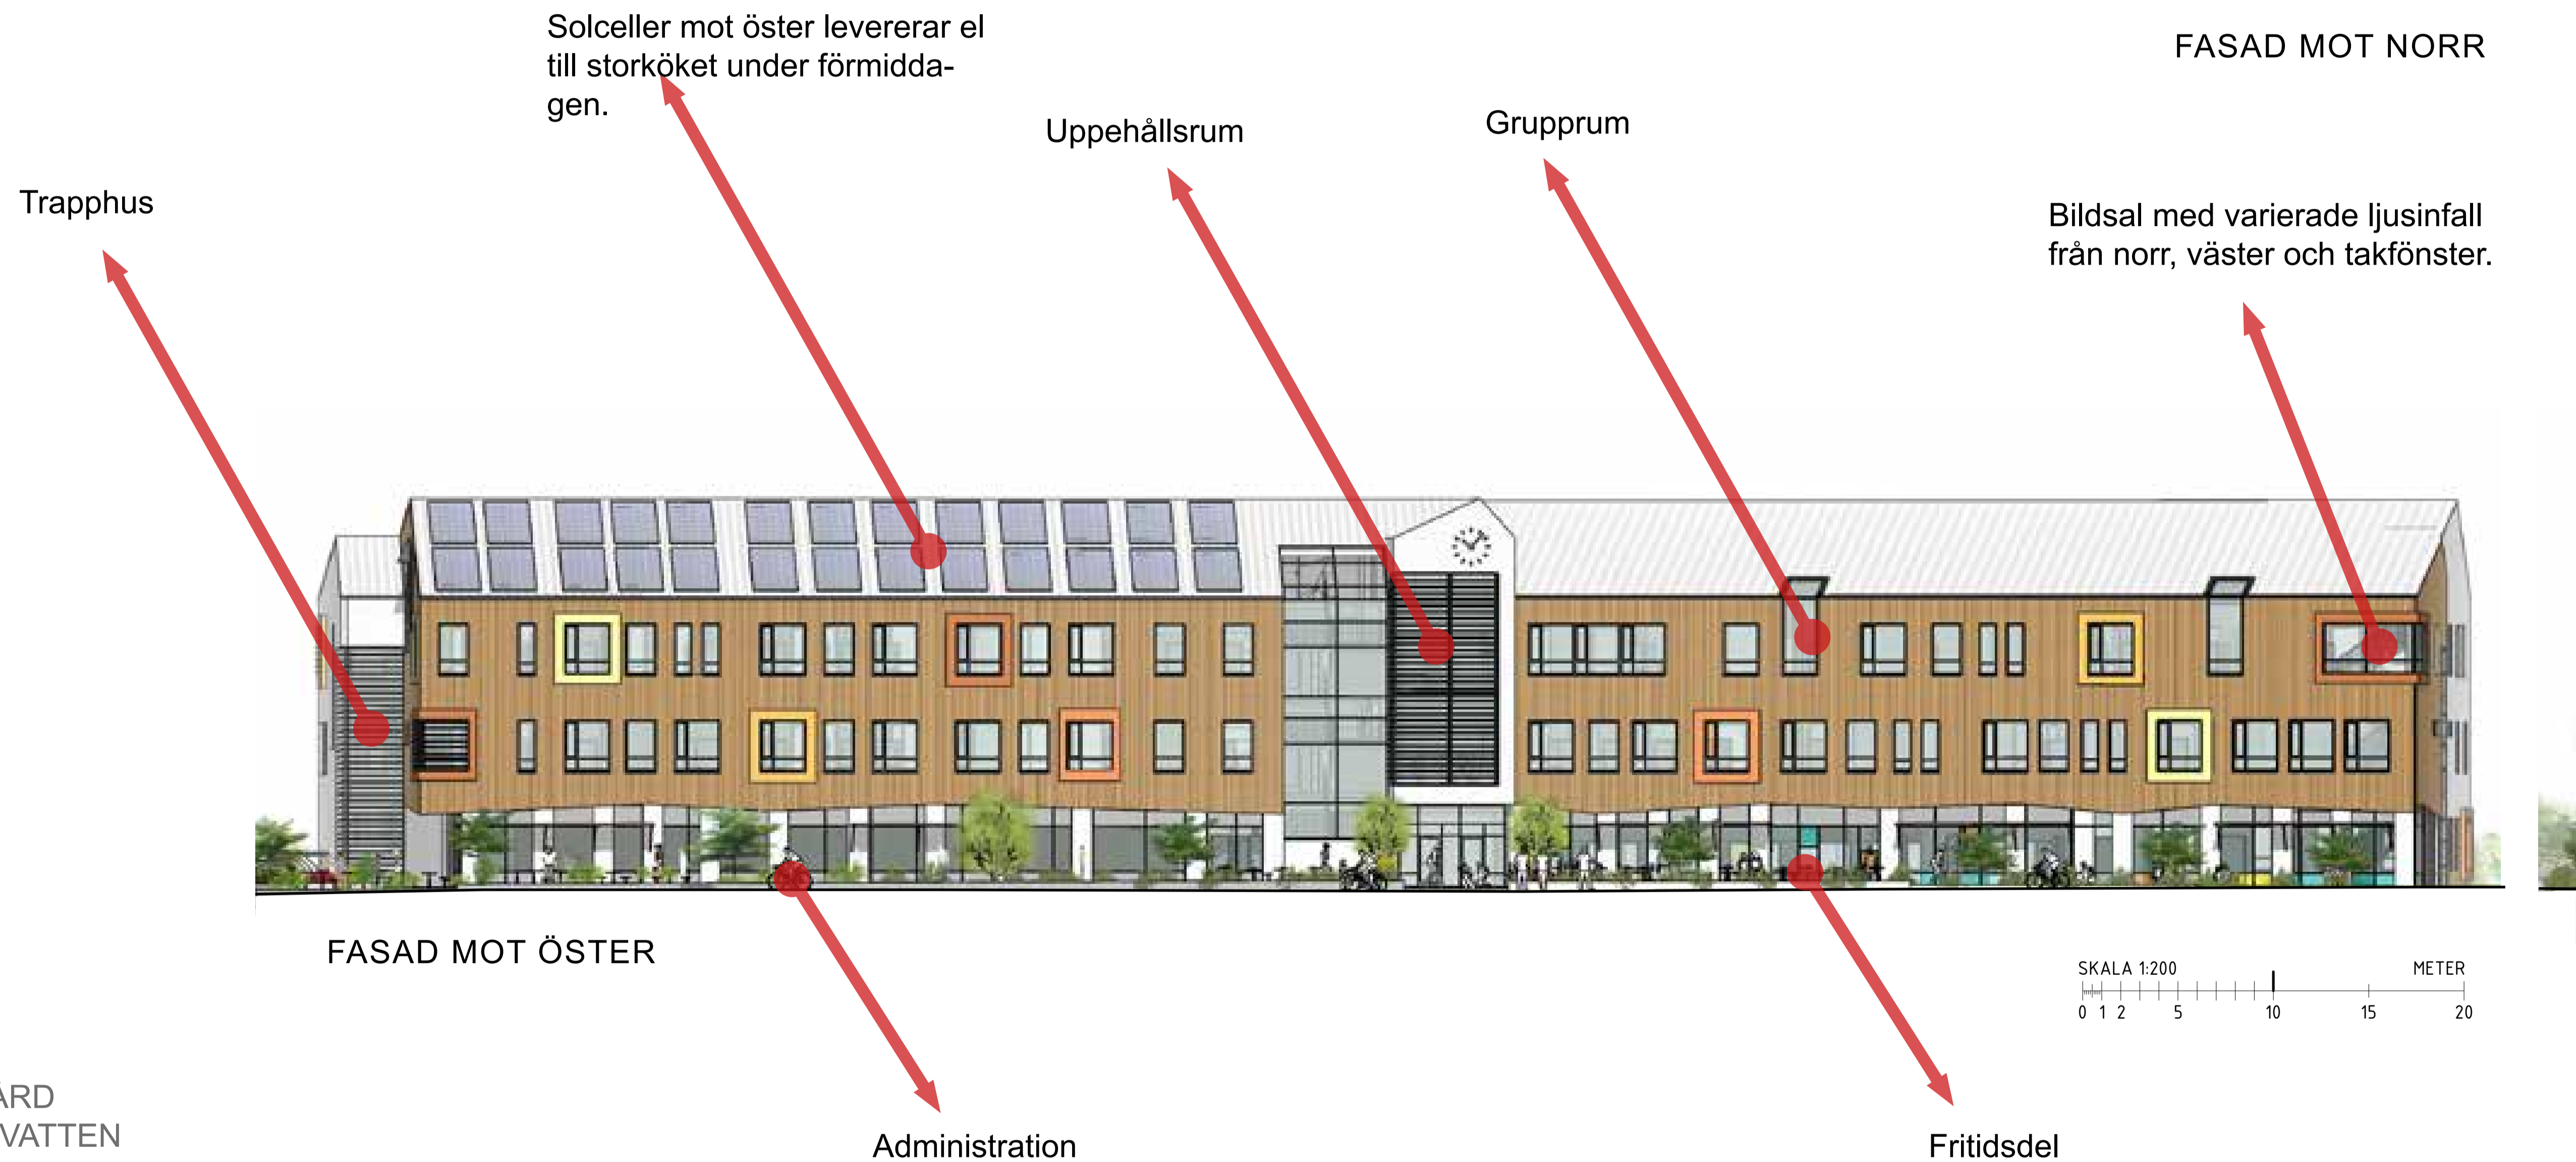 Solceller mot öster levererar el
till storköket under förmidda-
gen.
FASAD MOT NORR
Uppehållsrum
Grupprum
Trapphus
Bildsal med varierade ljusinfall
från norr, väster och takfönster.
FASAD MOT ÖSTER
SKALA 1:200 METER
0 1 2 5 10 15 20
ÅRD
VATTEN
Administration
Fritidsdel